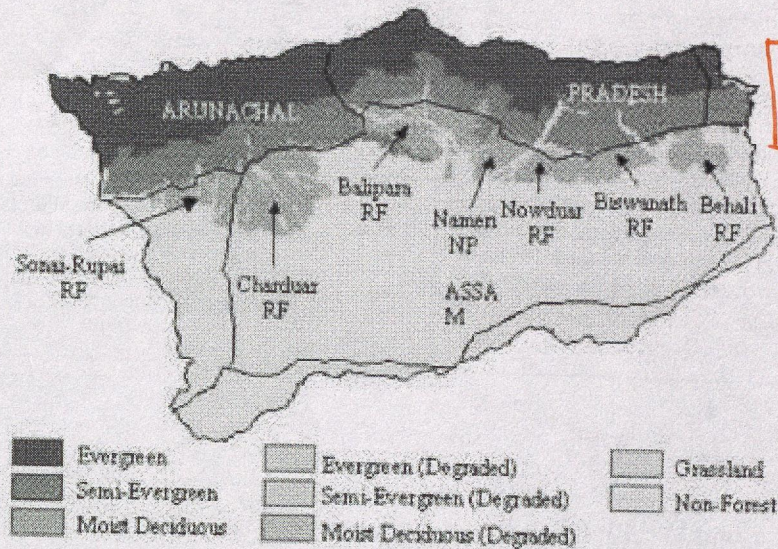 ARUNACHAL
PRADESH
Balipara
RF
Nameri
NP
Nowduar
RF
Biswanath
RF
Behali
RF
Sonai-Rupai
RF
Charduar
RF
ASSA
M
Evergreen
Semi-Evergreen
Moist Deciduous
Evergreen (Degraded)
Semi-Evergreen (Degraded)
Moist Deciduous (Degraded)
Grassland
Non-Forest